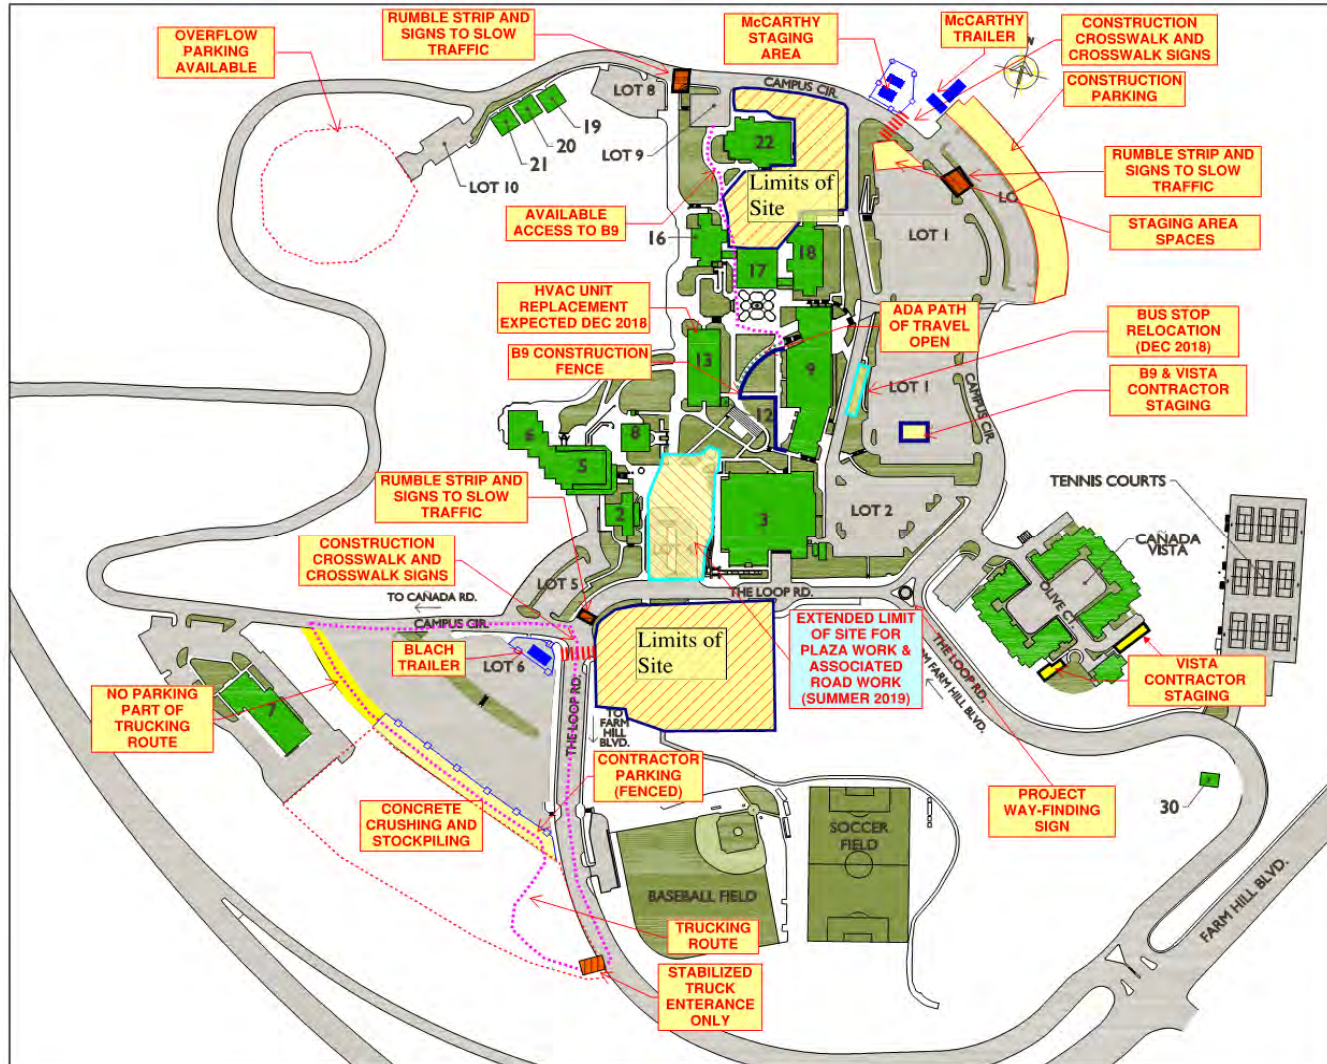 OVERFLOW
PARKING
AVAILABLE
RUMBLE STRIP AND
SIGNS TO SLOW
TRAFFIC
McCARTHY
STAGING
AREA
McCARTHY
TRAILER
CONSTRUCTION
CROSSWALK AND
CROSSWALK SIGNS
CONSTRUCTION
PARKING
N
CAMPUS CIR.
LOT 8
19
20
21
LOT 9
LOT 10
22
Limits of
Site
RUMBLE STRIP AND
SIGNS TO SLOW
TRAFFIC
LO
AVAILABLE
ACCESS TO B9
16
17
18
LOT 1
STAGING AREA
SPACES
HVAC UNIT
REPLACEMENT
EXPECTED DEC 2018
ADA PATH
OF TRAVEL
OPEN
BUS STOP
RELOCATION
(DEC 2018)
B9 CONSTRUCTION
FENCE
13
9
12
LOT 1
CAMPUS CIR.
B9 & VISTA
CONTRACTOR
STAGING
6
8
5
RUMBLE STRIP AND
SIGNS TO SLOW
TRAFFIC
2
3
LOT 2
TENNIS COURTS
CAÑADA
VISTA
OLIVE CT.
CONSTRUCTION
CROSSWALK AND
CROSSWALK SIGNS
LOT 5
TO CAÑADA RD.
CAMPUS CIR.
THE LOOP RD.
BLACH
TRAILER
LOT 6
Limits of
Site
EXTENDED LIMIT
OF SITE FOR
PLAZA WORK &
ASSOCIATED
ROAD WORK
(SUMMER 2019)
THE LOOP RD.
FARM HILL BLVD.
VISTA
CONTRACTOR
STAGING
NO PARKING
PART OF
TRUCKING
ROUTE
7
THE LOOP RD.
TO
FARM
HILL
BLVD.
CONTRACTOR
PARKING
(FENCED)
CONCRETE
CRUSHING AND
STOCKPILING
PROJECT
WAY-FINDING
SIGN
30
SOCCER
FIELD
BASEBALL FIELD
TRUCKING
ROUTE
STABILIZED
TRUCK
ENTERANCE
ONLY
FARM HILL BLVD.